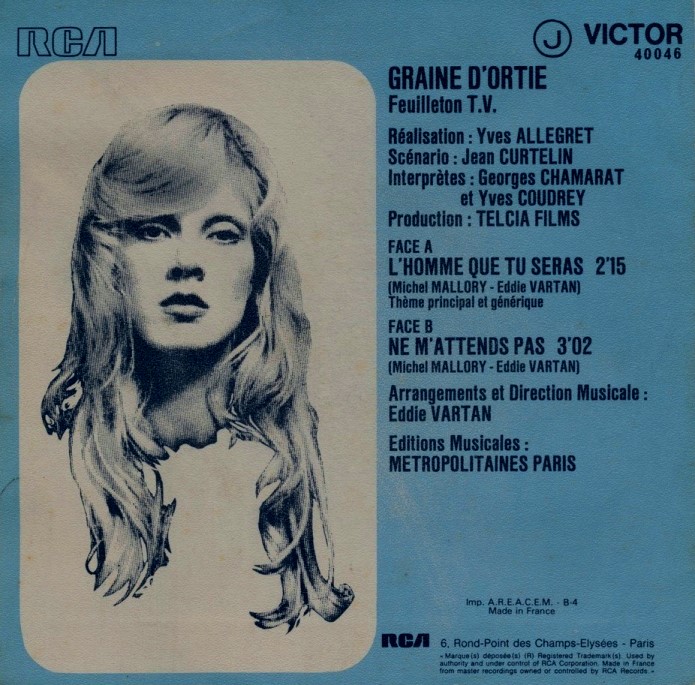 RCA
J VICTOR
40046
GRAINE D'ORTIE
Feuilleton T.V.
Réalisation : Yves ALLEGRET
Scénario : Jean CURTELIN
Interprètes : Georges CHAMARAT
et Yves COUDREY
Production : TELCIA FILMS
FACE A
L'HOMME QUE TU SERAS 2'15
(Michel MALLORY - Eddie VARTAN)
Thème principal et générique
FACE B
NE M'ATTENDS PAS 3'02
(Michel MALLORY - Eddie VARTAN)
Arrangements et Direction Musicale :
Eddie VARTAN
Editions Musicales :
METROPOLITAINES PARIS
Imp. A.R.E.A.C.E.M. - B-4
Made in France
RCA 6, Rond-Point des Champs-Elysées - Paris
« Marque(s) déposée(s) (R) Registered Trademark(s). Used by
authority and under control of RCA Corporation. Made in France
from master recordings owned or controlled by RCA Records. »